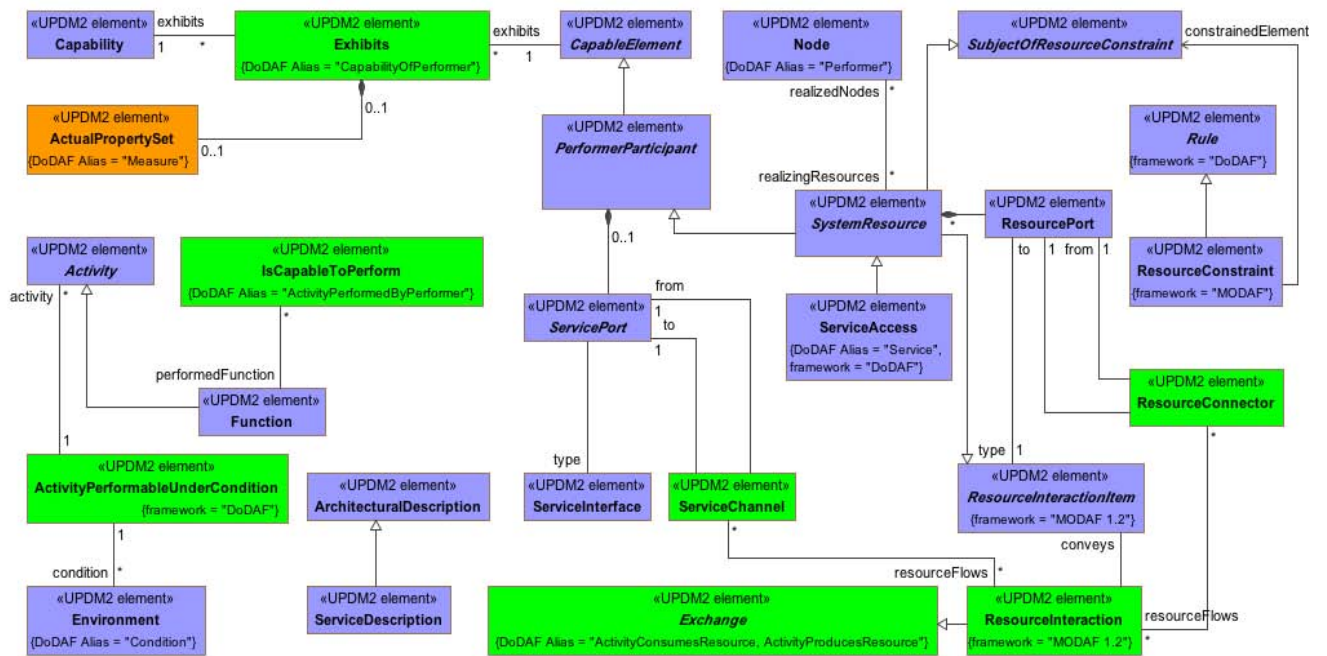 «UPDM2 element»
Capability
exhibits
1
*
«UPDM2 element»
Exhibits
{DoDAF Alias = "CapabilityOfPerformer"}
exhibits
*
1
«UPDM2 element»
CapableElement
«UPDM2 element»
Node
{DoDAF Alias = "Performer"}
realizedNodes
*
«UPDM2 element»
SubjectOfResourceConstraint
constrainedElement
0..1
«UPDM2 element»
ActualPropertySet
{DoDAF Alias = "Measure"}
0..1
«UPDM2 element»
PerformerParticipant
«UPDM2 element»
Rule
{framework = "DoDAF"}
realizingResources
*
«UPDM2 element»
SystemResource
*
«UPDM2 element»
ResourcePort
to
1
from
1
«UPDM2 element»
ResourceConstraint
{framework = "MODAF"}
«UPDM2 element»
Activity
activity
*
«UPDM2 element»
IsCapableToPerform
{DoDAF Alias = "ActivityPerformedByPerformer"}
*
0..1
«UPDM2 element»
ServicePort
from
1
to
1
«UPDM2 element»
ServiceAccess
{DoDAF Alias = "Service",
framework = "DoDAF"}
performedFunction
«UPDM2 element»
Function
«UPDM2 element»
ResourceConnector
*
1
«UPDM2 element»
ActivityPerformableUnderCondition
{framework = "DoDAF"}
1
«UPDM2 element»
ArchitecturalDescription
type
«UPDM2 element»
ServiceInterface
«UPDM2 element»
ServiceChannel
*
type
1
«UPDM2 element»
ResourceInteractionItem
{framework = "MODAF 1.2"}
conveys
condition
*
«UPDM2 element»
Environment
{DoDAF Alias = "Condition"}
«UPDM2 element»
ServiceDescription
«UPDM2 element»
Exchange
{DoDAF Alias = "ActivityConsumesResource, ActivityProducesResource"}
resourceFlows
*
«UPDM2 element»
ResourceInteraction
{framework = "MODAF 1.2"}
resourceFlows
*